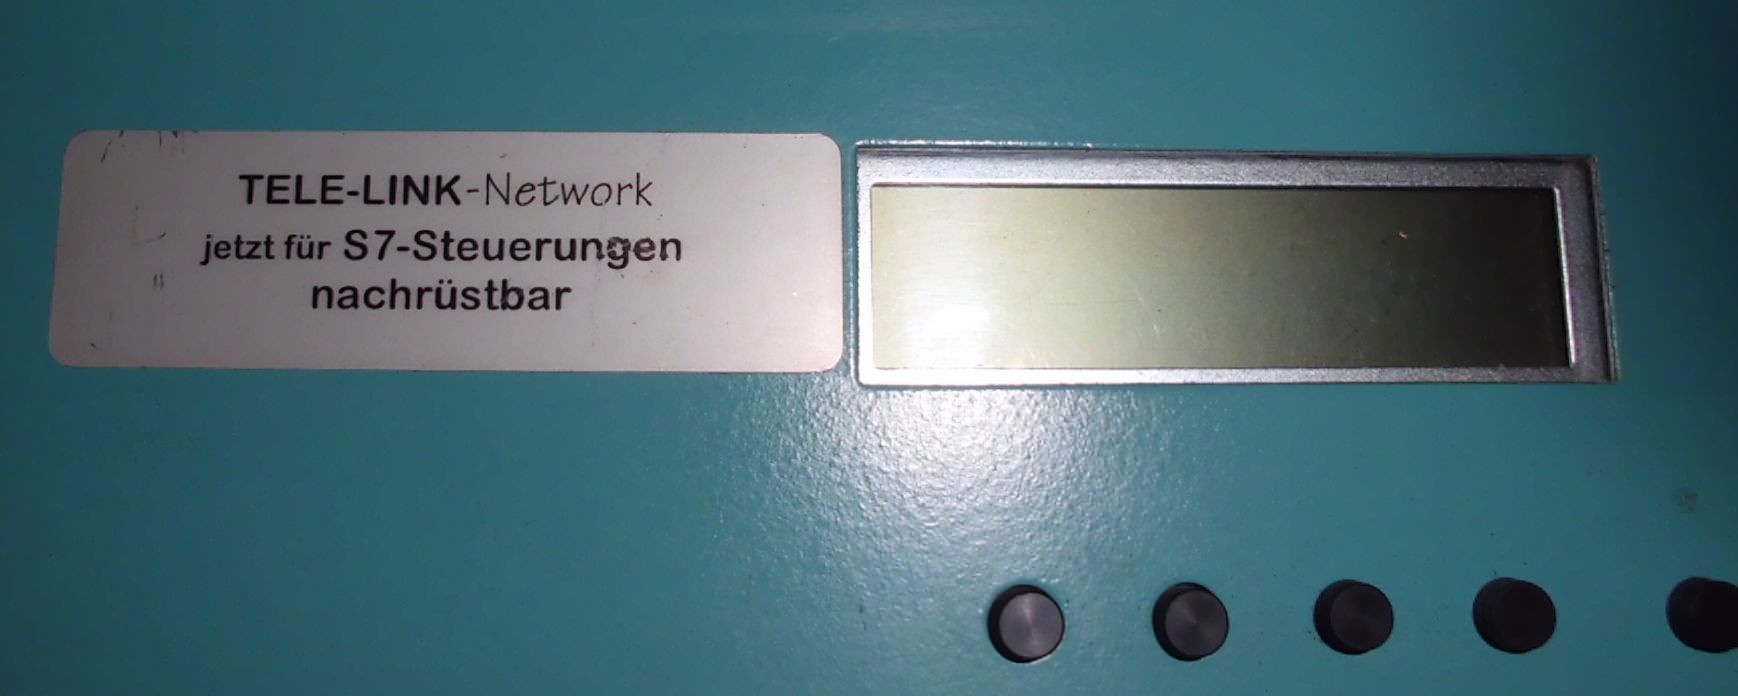 TELE-LINK-Network
jetzt für S7-Steuerungen
nachrüstbar